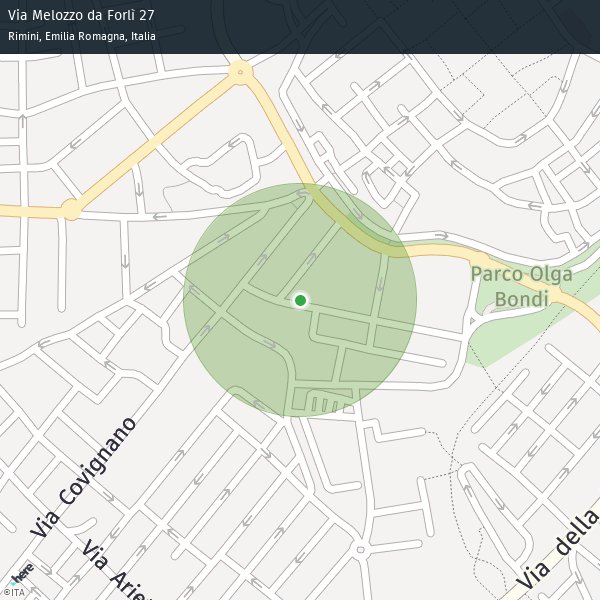 Via Melozzo da Forlì 27
Rimini, Emilia Romagna, Italia
Parco Olga
Bondi
Via Covignano
Via della
Via Arie
here
©ITA